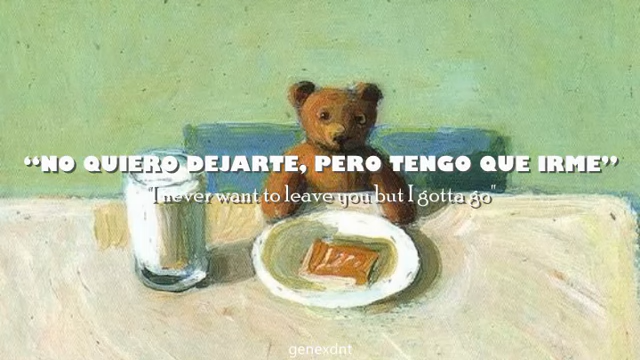 “NO QUIERO DEJARTE, PERO TENGO QUE IRME”
"I never want to leave you but I gotta go"
genexdnt